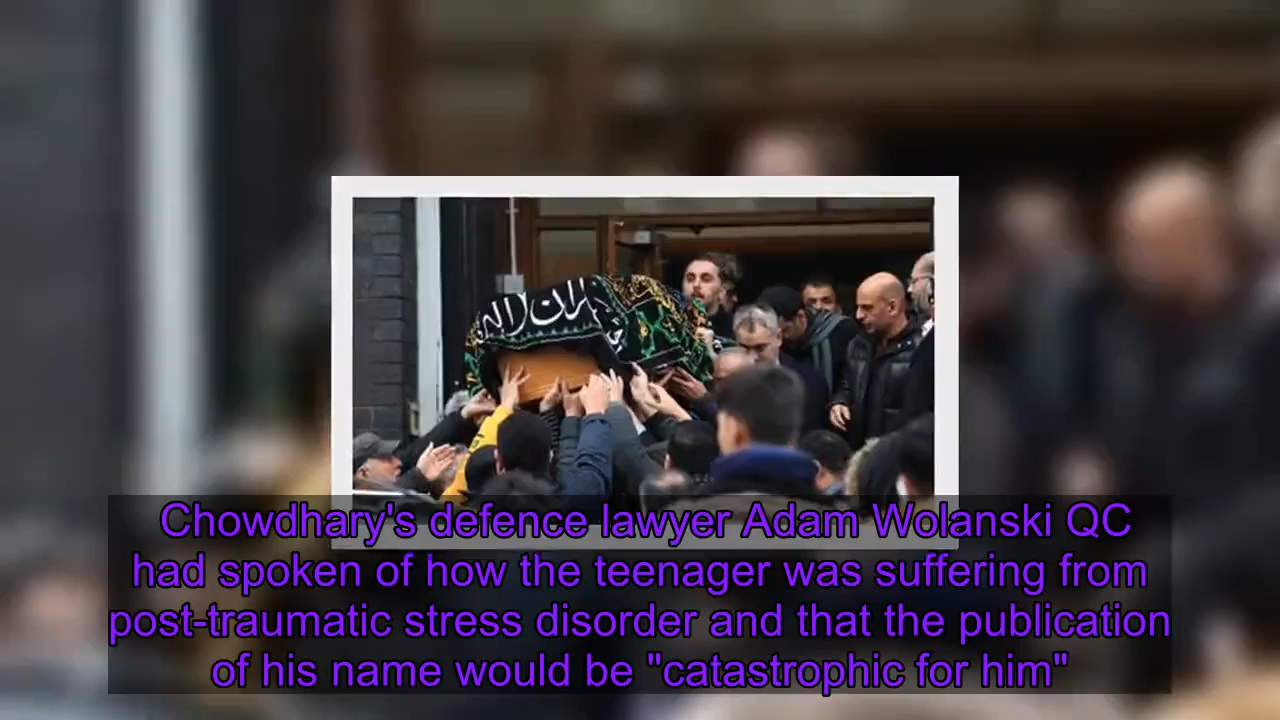 Chowdhary's defence lawyer Adam Wolanski QC
had spoken of how the teenager was suffering from
post-traumatic stress disorder and that the publication
of his name would be "catastrophic for him"